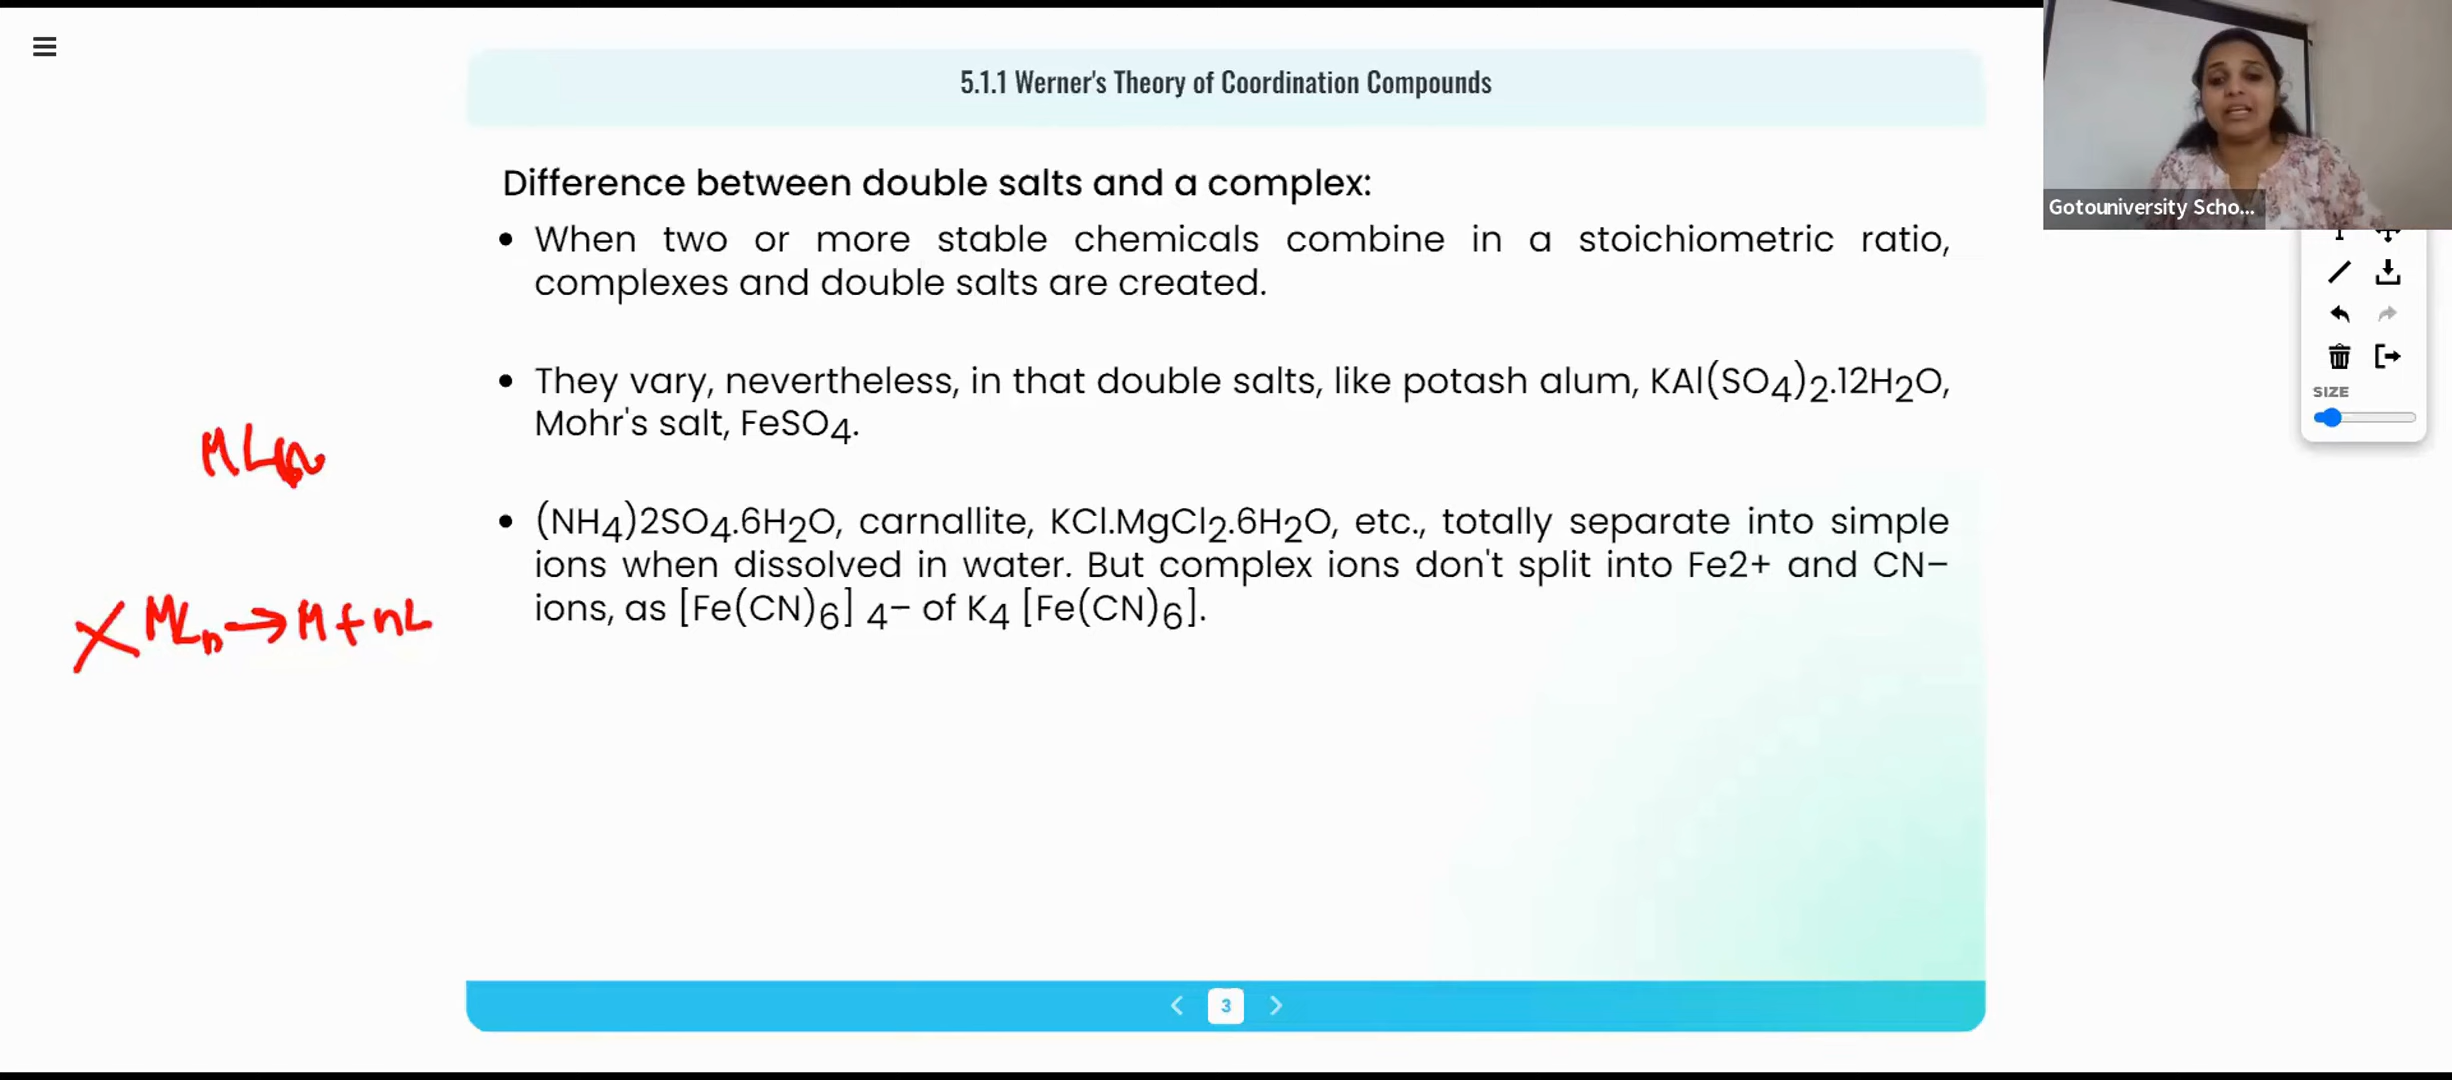 5.1.1 Werner's Theory of Coordination Compounds
Gotouniversity Scho...
Difference between double salts and a complex:
• When two or more stable chemicals combine in a stoichiometric ratio,
complexes and double salts are created.
• They vary, nevertheless, in that double salts, like potash alum, KAl(SO4)2.12H2O,
Mohr's salt, FeSO4.
• (NH4)2SO4.6H2O, carnallite, KCl.MgCl2.6H2O, etc., totally separate into simple
ions when dissolved in water. But complex ions don't split into Fe2+ and CN–
ions, as [Fe(CN)6] 4– of K4 [Fe(CN)6].
SIZE
X MLn → M + nL
3